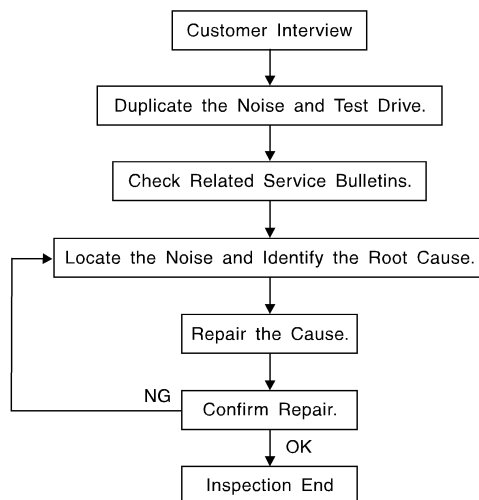 Customer Interview
Duplicate the Noise and Test Drive.
Check Related Service Bulletins.
Locate the Noise and Identify the Root Cause.
Repair the Cause.
NG
Confirm Repair.
OK
Inspection End